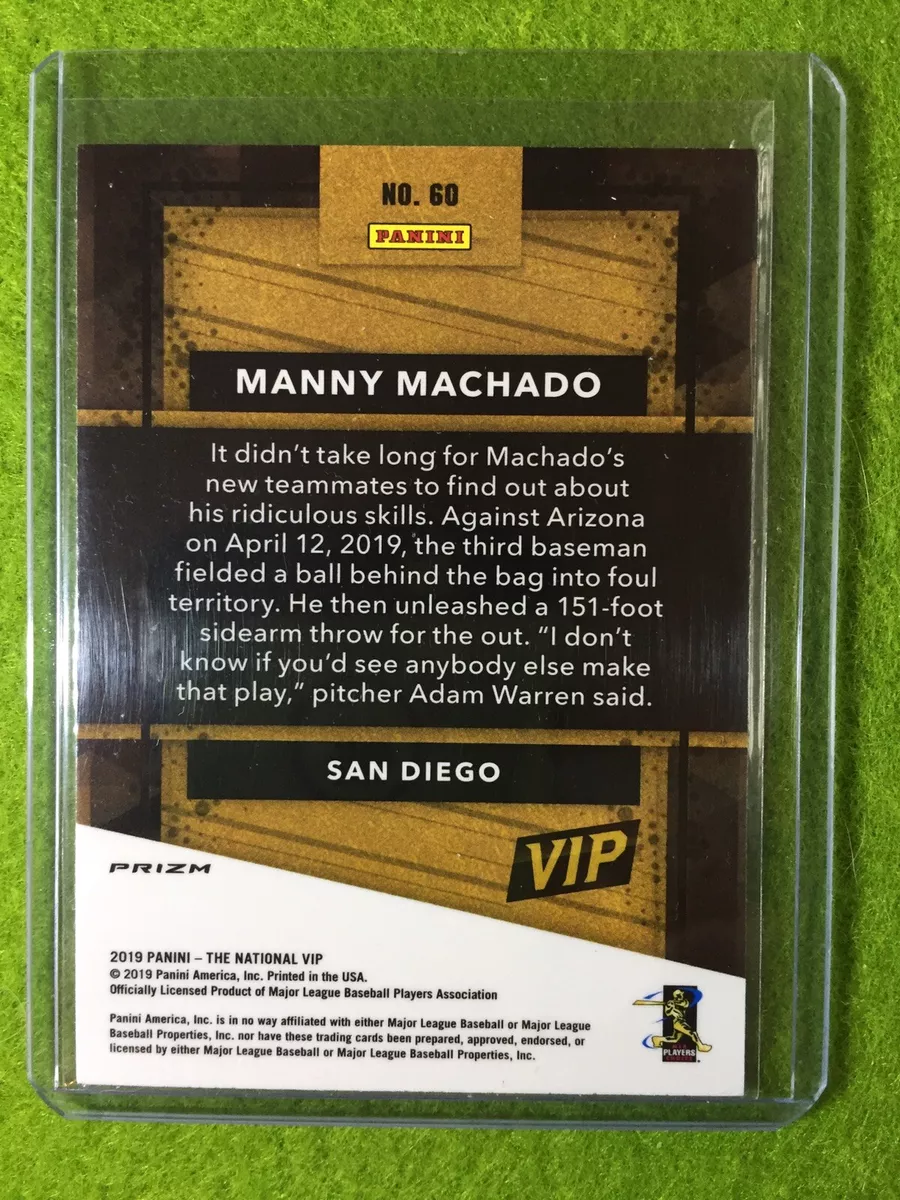 NO. 60
PANINI
MANNY MACHADO
It didn't take long for Machado's
new teammates to find out about
his ridiculous skills. Against Arizona
on April 12, 2019, the third baseman
fielded a ball behind the bag into foul
territory. He then unleashed a 151-foot
sidearm throw for the out. "I don't
know if you'd see anybody else make
that play," pitcher Adam Warren said.
SAN DIEGO
VIP
PRIZM
2019 PANINI – THE NATIONAL VIP
© 2019 Panini America, Inc. Printed in the USA.
Officially Licensed Product of Major League Baseball Players Association
Panini America, Inc. is in no way affiliated with either Major League Baseball or Major League
Baseball Properties, Inc. nor have these trading cards been prepared, approved, endorsed, or
licensed by either Major League Baseball or Major League Baseball Properties, Inc.
MLB
PLAYERS
CHOICE